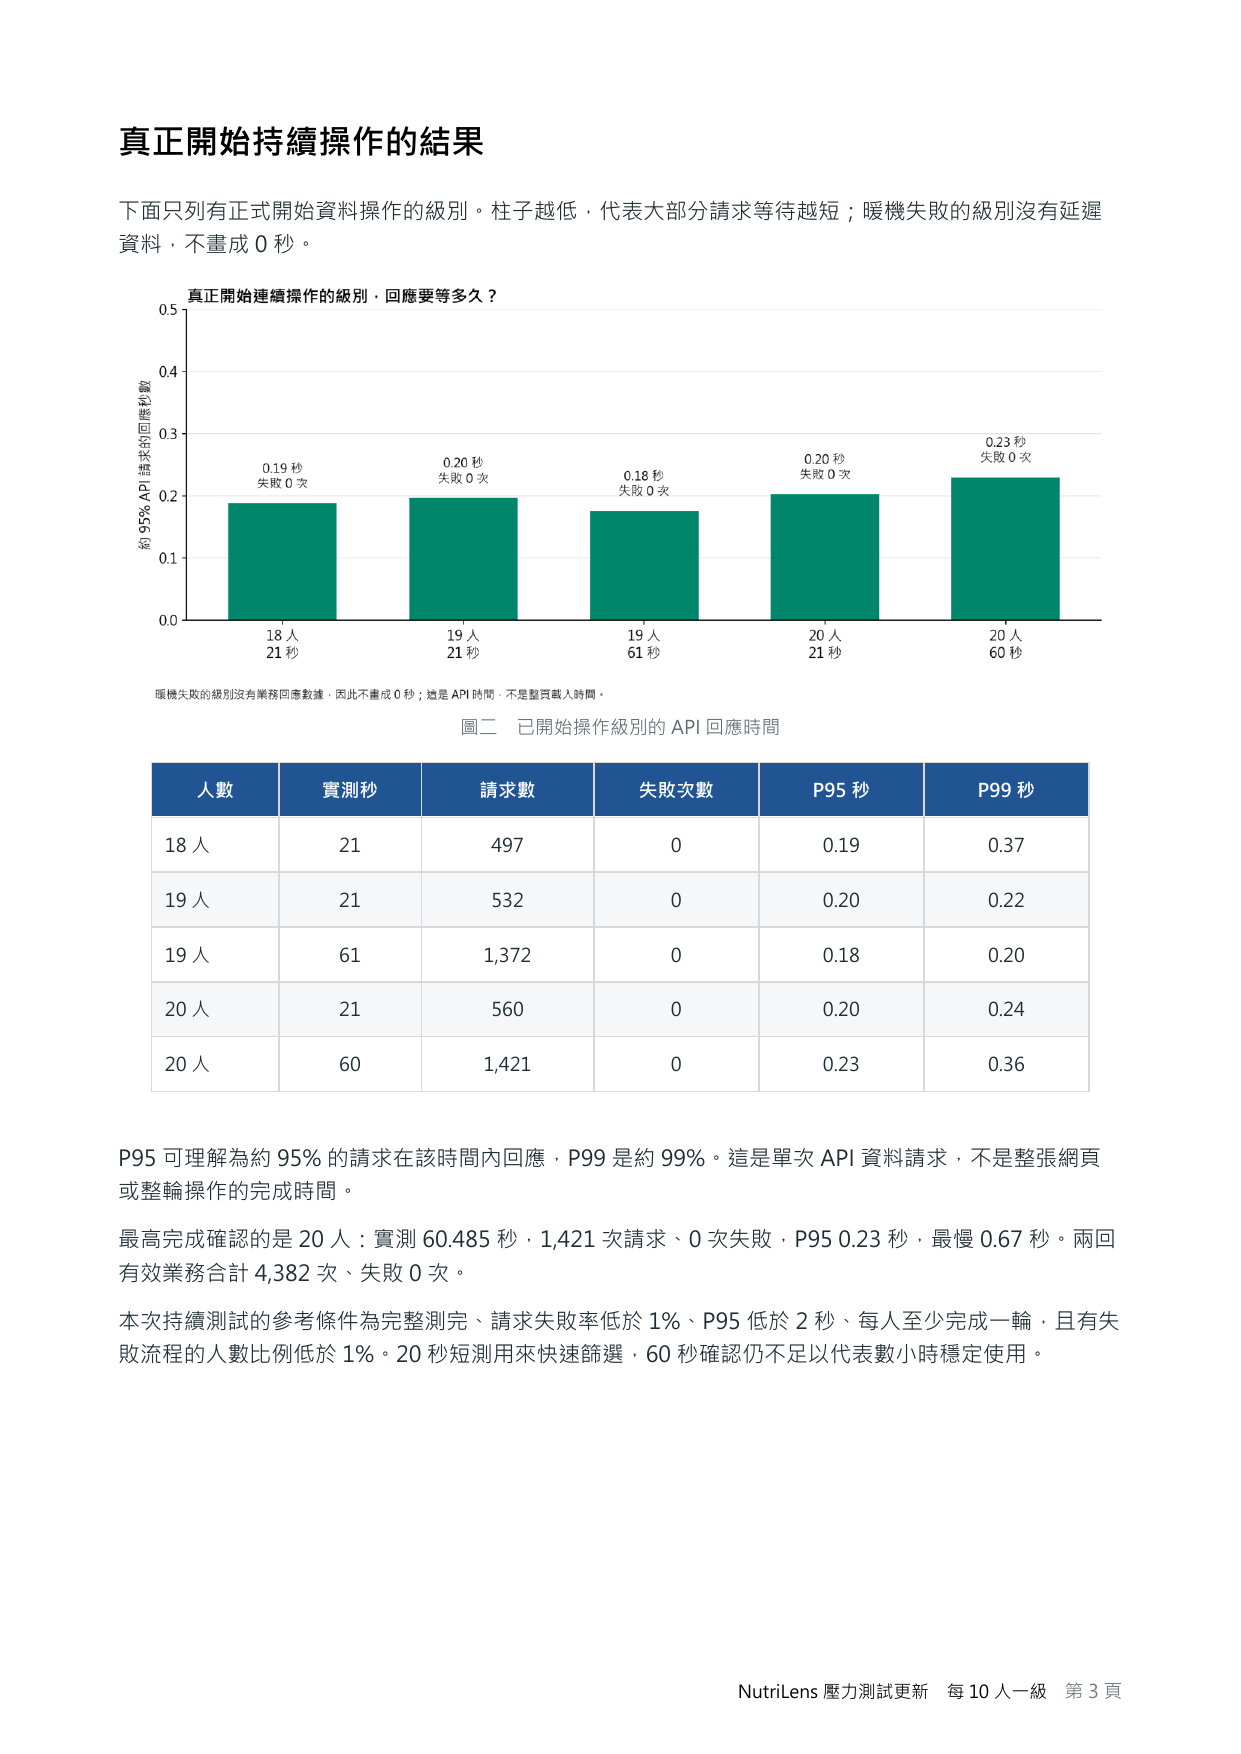 真正開始持續操作的結果
下面只列有正式開始資料操作的級別。柱子越低，代表大部分請求等待越短；暖機失敗的級別沒有延遲
資料，不畫成 0 秒。
真正開始連續操作的級別，回應要等多久？
約 95% API 請求的回應秒數
0.5
0.4
0.3
0.2
0.1
0.0
0.19 秒
失敗 0 次
0.20 秒
失敗 0 次
0.18 秒
失敗 0 次
0.20 秒
失敗 0 次
0.23 秒
失敗 0 次
18 人
21 秒
19 人
21 秒
19 人
61 秒
20 人
21 秒
20 人
60 秒
暖機失敗的級別沒有業務回應數據，因此不畫成 0 秒；這是 API 時間，不是整頁載入時間。
圖二 已開始操作級別的 API 回應時間
人數 實測秒 請求數 失敗次數 P95 秒 P99 秒
18 人 21 497 0 0.19 0.37
19 人 21 532 0 0.20 0.22
19 人 61 1,372 0 0.18 0.20
20 人 21 560 0 0.20 0.24
20 人 60 1,421 0 0.23 0.36
P95 可理解為約 95% 的請求在該時間內回應，P99 是約 99%。這是單次 API 資料請求，不是整張網頁
或整輪操作的完成時間。
最高完成確認的是 20 人：實測 60.485 秒，1,421 次請求、0 次失敗，P95 0.23 秒，最慢 0.67 秒。兩回
有效業務合計 4,382 次、失敗 0 次。
本次持續測試的參考條件為完整測完、請求失敗率低於 1%、P95 低於 2 秒、每人至少完成一輪，且有失
敗流程的人數比例低於 1%。20 秒短測用來快速篩選，60 秒確認仍不足以代表數小時穩定使用。
NutriLens 壓力測試更新 每 10 人一級 第 3 頁